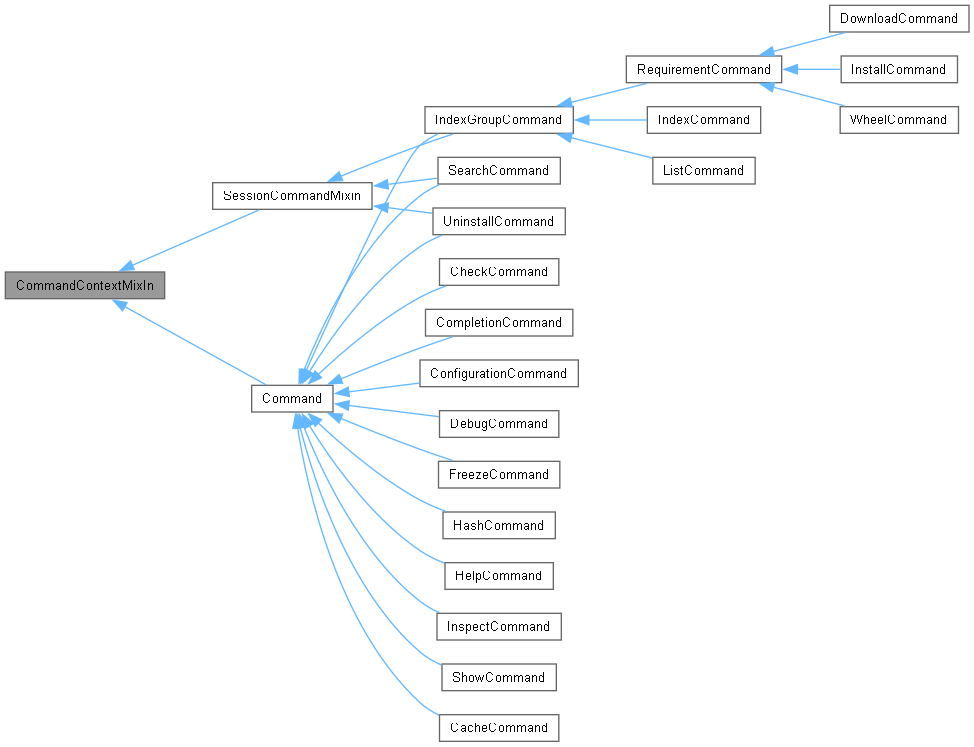 DownloadCommand
RequirementCommand
InstallCommand
IndexGroupCommand
IndexCommand
WheelCommand
SearchCommand
ListCommand
SessionCommandMixin
UninstallCommand
CommandContextMixIn
CheckCommand
CompletionCommand
ConfigurationCommand
Command
DebugCommand
FreezeCommand
HashCommand
HelpCommand
InspectCommand
ShowCommand
CacheCommand